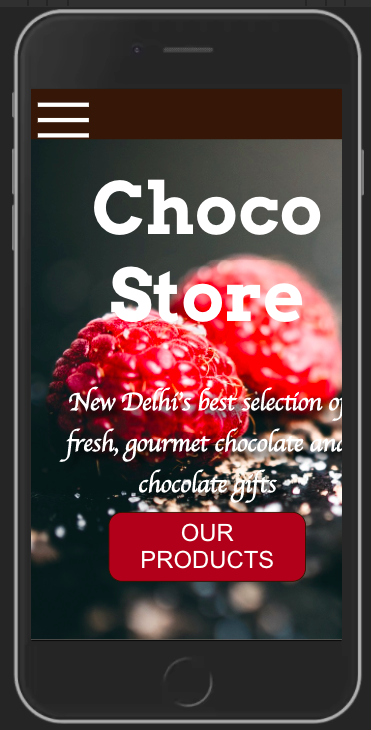 Choco
Store
New Delhi's best selection of
fresh, gourmet chocolate and
chocolate gifts
OUR
PRODUCTS